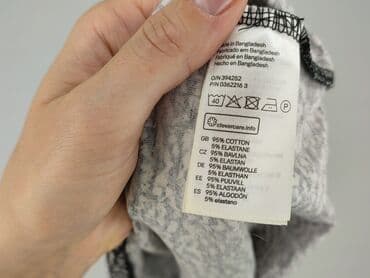 Made in Bangladesh
Fabricado em Bangladesh
Fabriqué en Bangladesh
Hecho en Bangladesh
O/N 394252
P/N 0362216 3
40
P
clevercare.info
GB 95% COTTON
5% ELASTANE
CZ 95% BAVLNA
5% ELASTAN
DE 95% BAUMWOLLE
5% ELASTHAN
EE 95% PUUVILL
5% ELASTAAN
ES 95% ALGODÓN
5% elastano